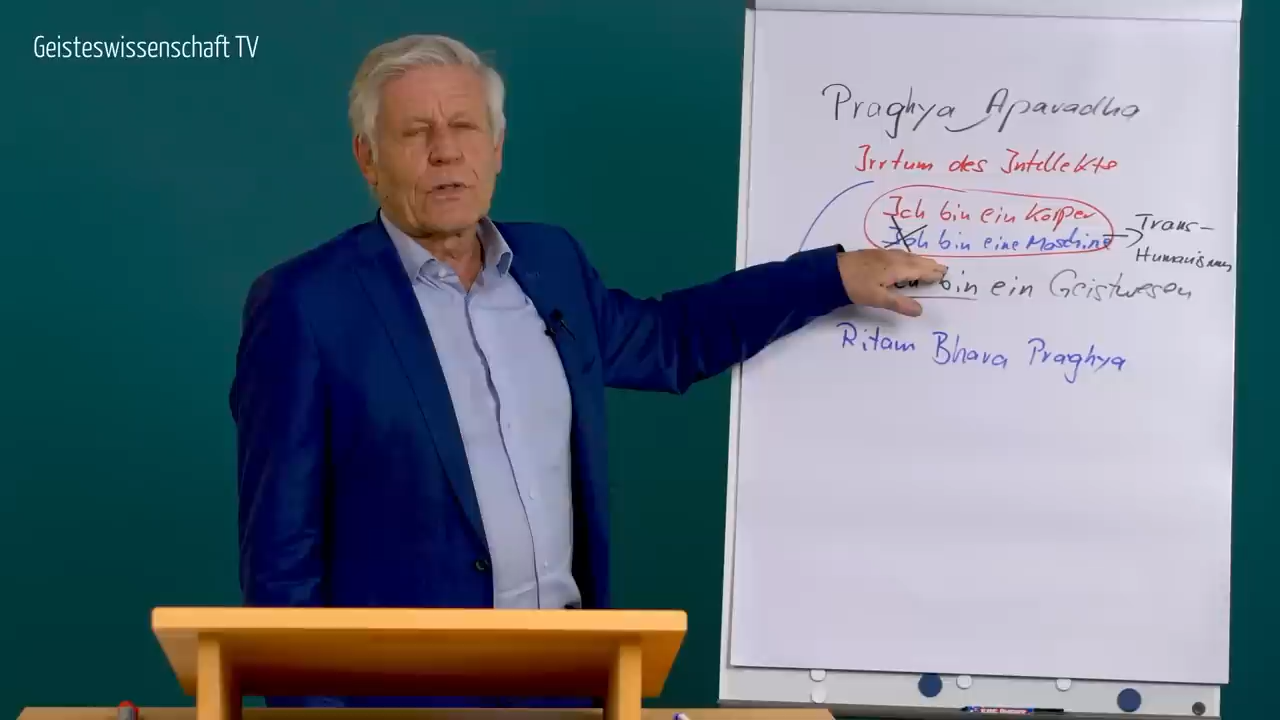 Geisteswissenschaft TV
Praghya Aparadha
Irrtum des Intellekts
Ich bin ein Körper
Ich bin eine Maschine
Trans-
Humanismus
bin ein Geistwesen
Ritam Bhara Praghya